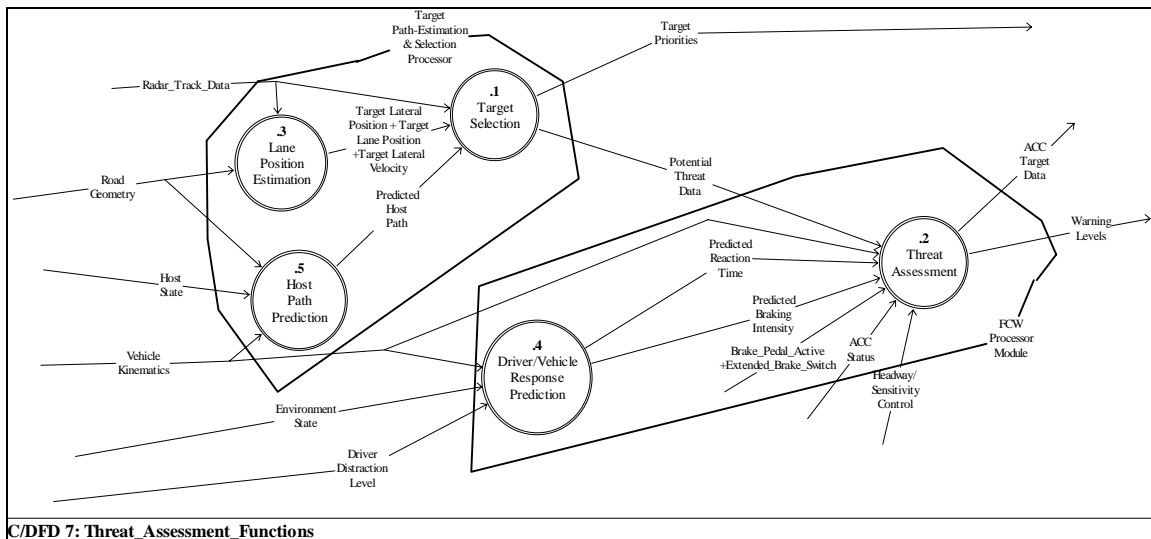 Target
Path-Estimation
& Selection
Processor
Target
Priorities
Radar_Track_Data
.1
Target
Selection
Target Lateral
Position + Target
Lane Position
+Target Lateral
Velocity
.3
Lane
Position
Estimation
Road
Geometry
Predicted
Host
Path
Potential
Threat
Data
ACC
Target
Data
Warning
Levels
.2
Threat
Assessment
Predicted
Reaction
Time
.5
Host
Path
Prediction
Host
State
Predicted
Braking
Intensity
FCW
Processor
Module
Vehicle
Kinematics
.4
Driver/Vehicle
Response
Prediction
Brake_Pedal_Active
+Extended_Brake_Switch
ACC
Status
Headway/
Sensitivity
Control
Environment
State
Driver
Distraction
Level
C/DFD 7: Threat_Assessment_Functions